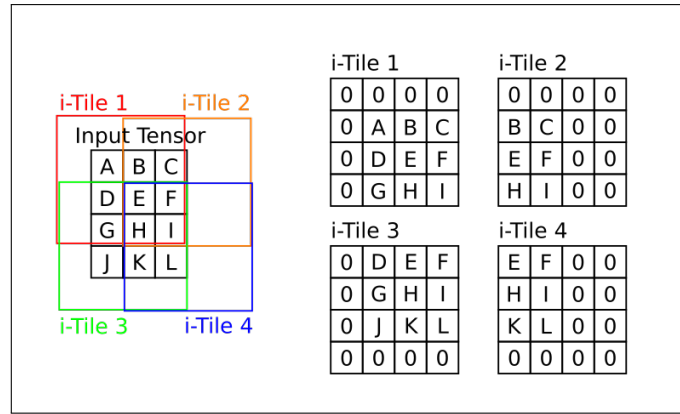 i-Tile 1 i-Tile 2
Input Tensor
A B C
D E F
G H I
J K L
i-Tile 3 i-Tile 4
i-Tile 1
0 0 0 0
0 A B C
0 D E F
0 G H I
i-Tile 2
0 0 0 0
B C 0 0
E F 0 0
H I 0 0
i-Tile 3
0 D E F
0 G H I
0 J K L
0 0 0 0
i-Tile 4
E F 0 0
H I 0 0
K L 0 0
0 0 0 0